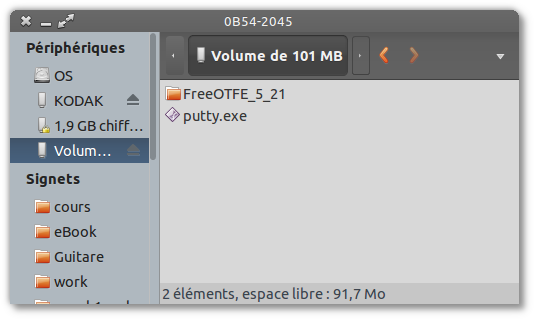 0B54-2045
Périphériques
OS
KODAK
1,9 GB chiff...
Volum...
Signets
cours
eBook
Guitare
work
Volume de 101 MB
FreeOTFE_5_21
putty.exe
2 éléments, espace libre : 91,7 Mo